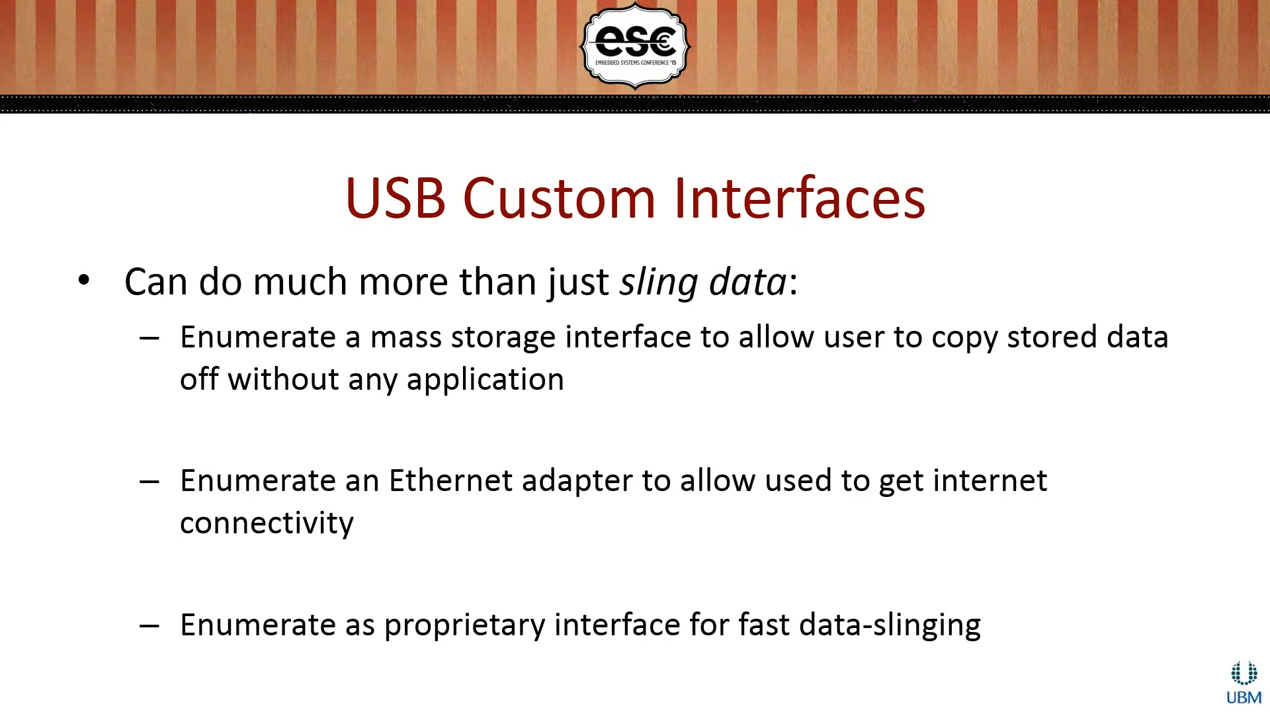 esc
EMBEDDED SYSTEMS CONFERENCE '15
USB Custom Interfaces
• Can do much more than just sling data:
– Enumerate a mass storage interface to allow user to copy stored data
off without any application
– Enumerate an Ethernet adapter to allow used to get internet
connectivity
– Enumerate as proprietary interface for fast data-slinging
UBM